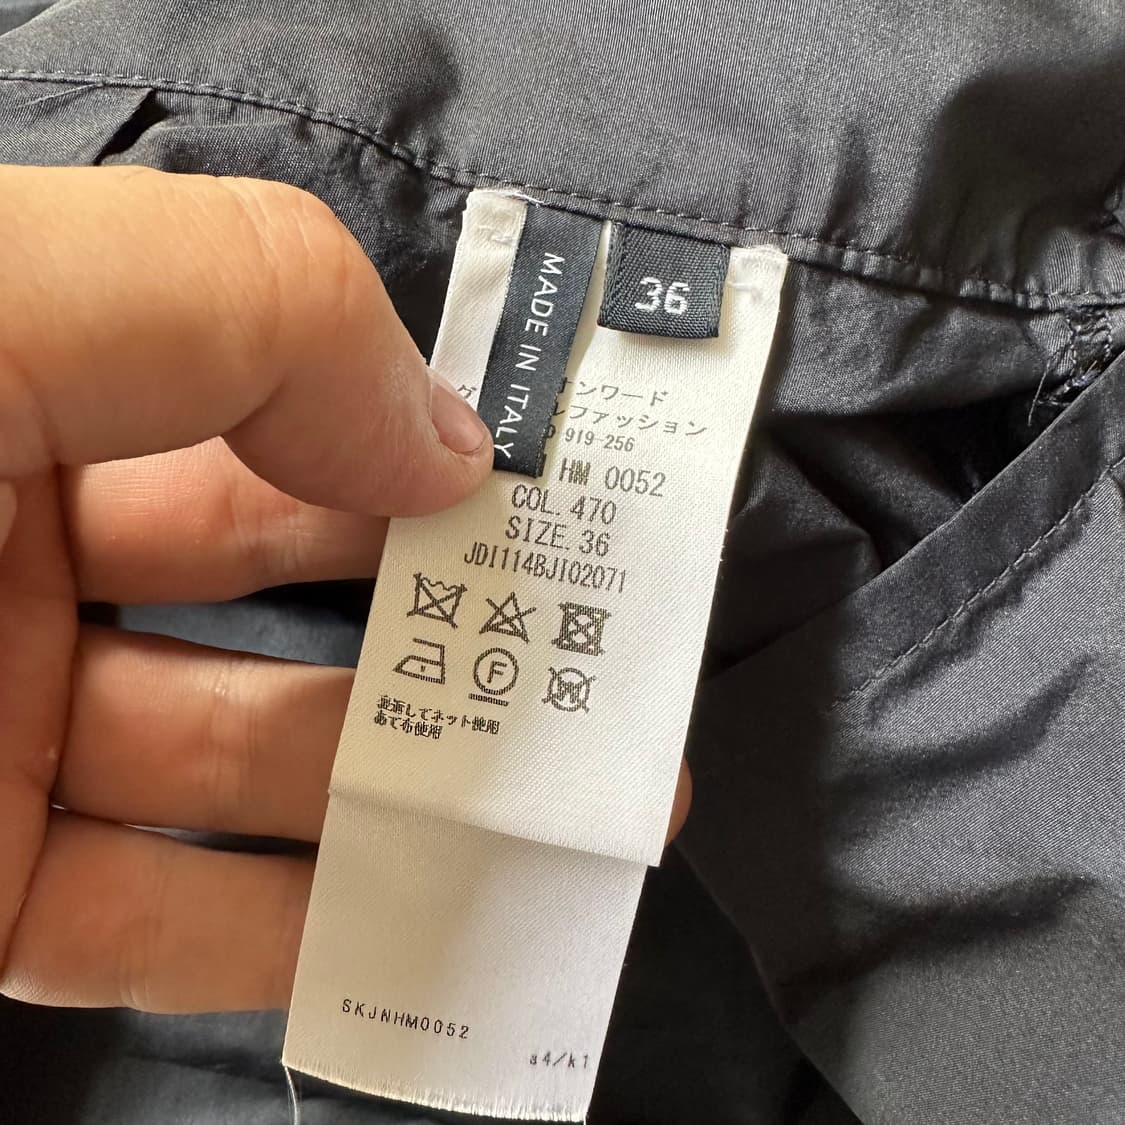 MADE IN ITALY
36
オンワード
ルファッション
919-256
HM 0052
COL. 470
SIZE. 36
JDI114BJI02071
F
W
裏返してネット使用
あて布使用
SKJNHM0052
a4/k1